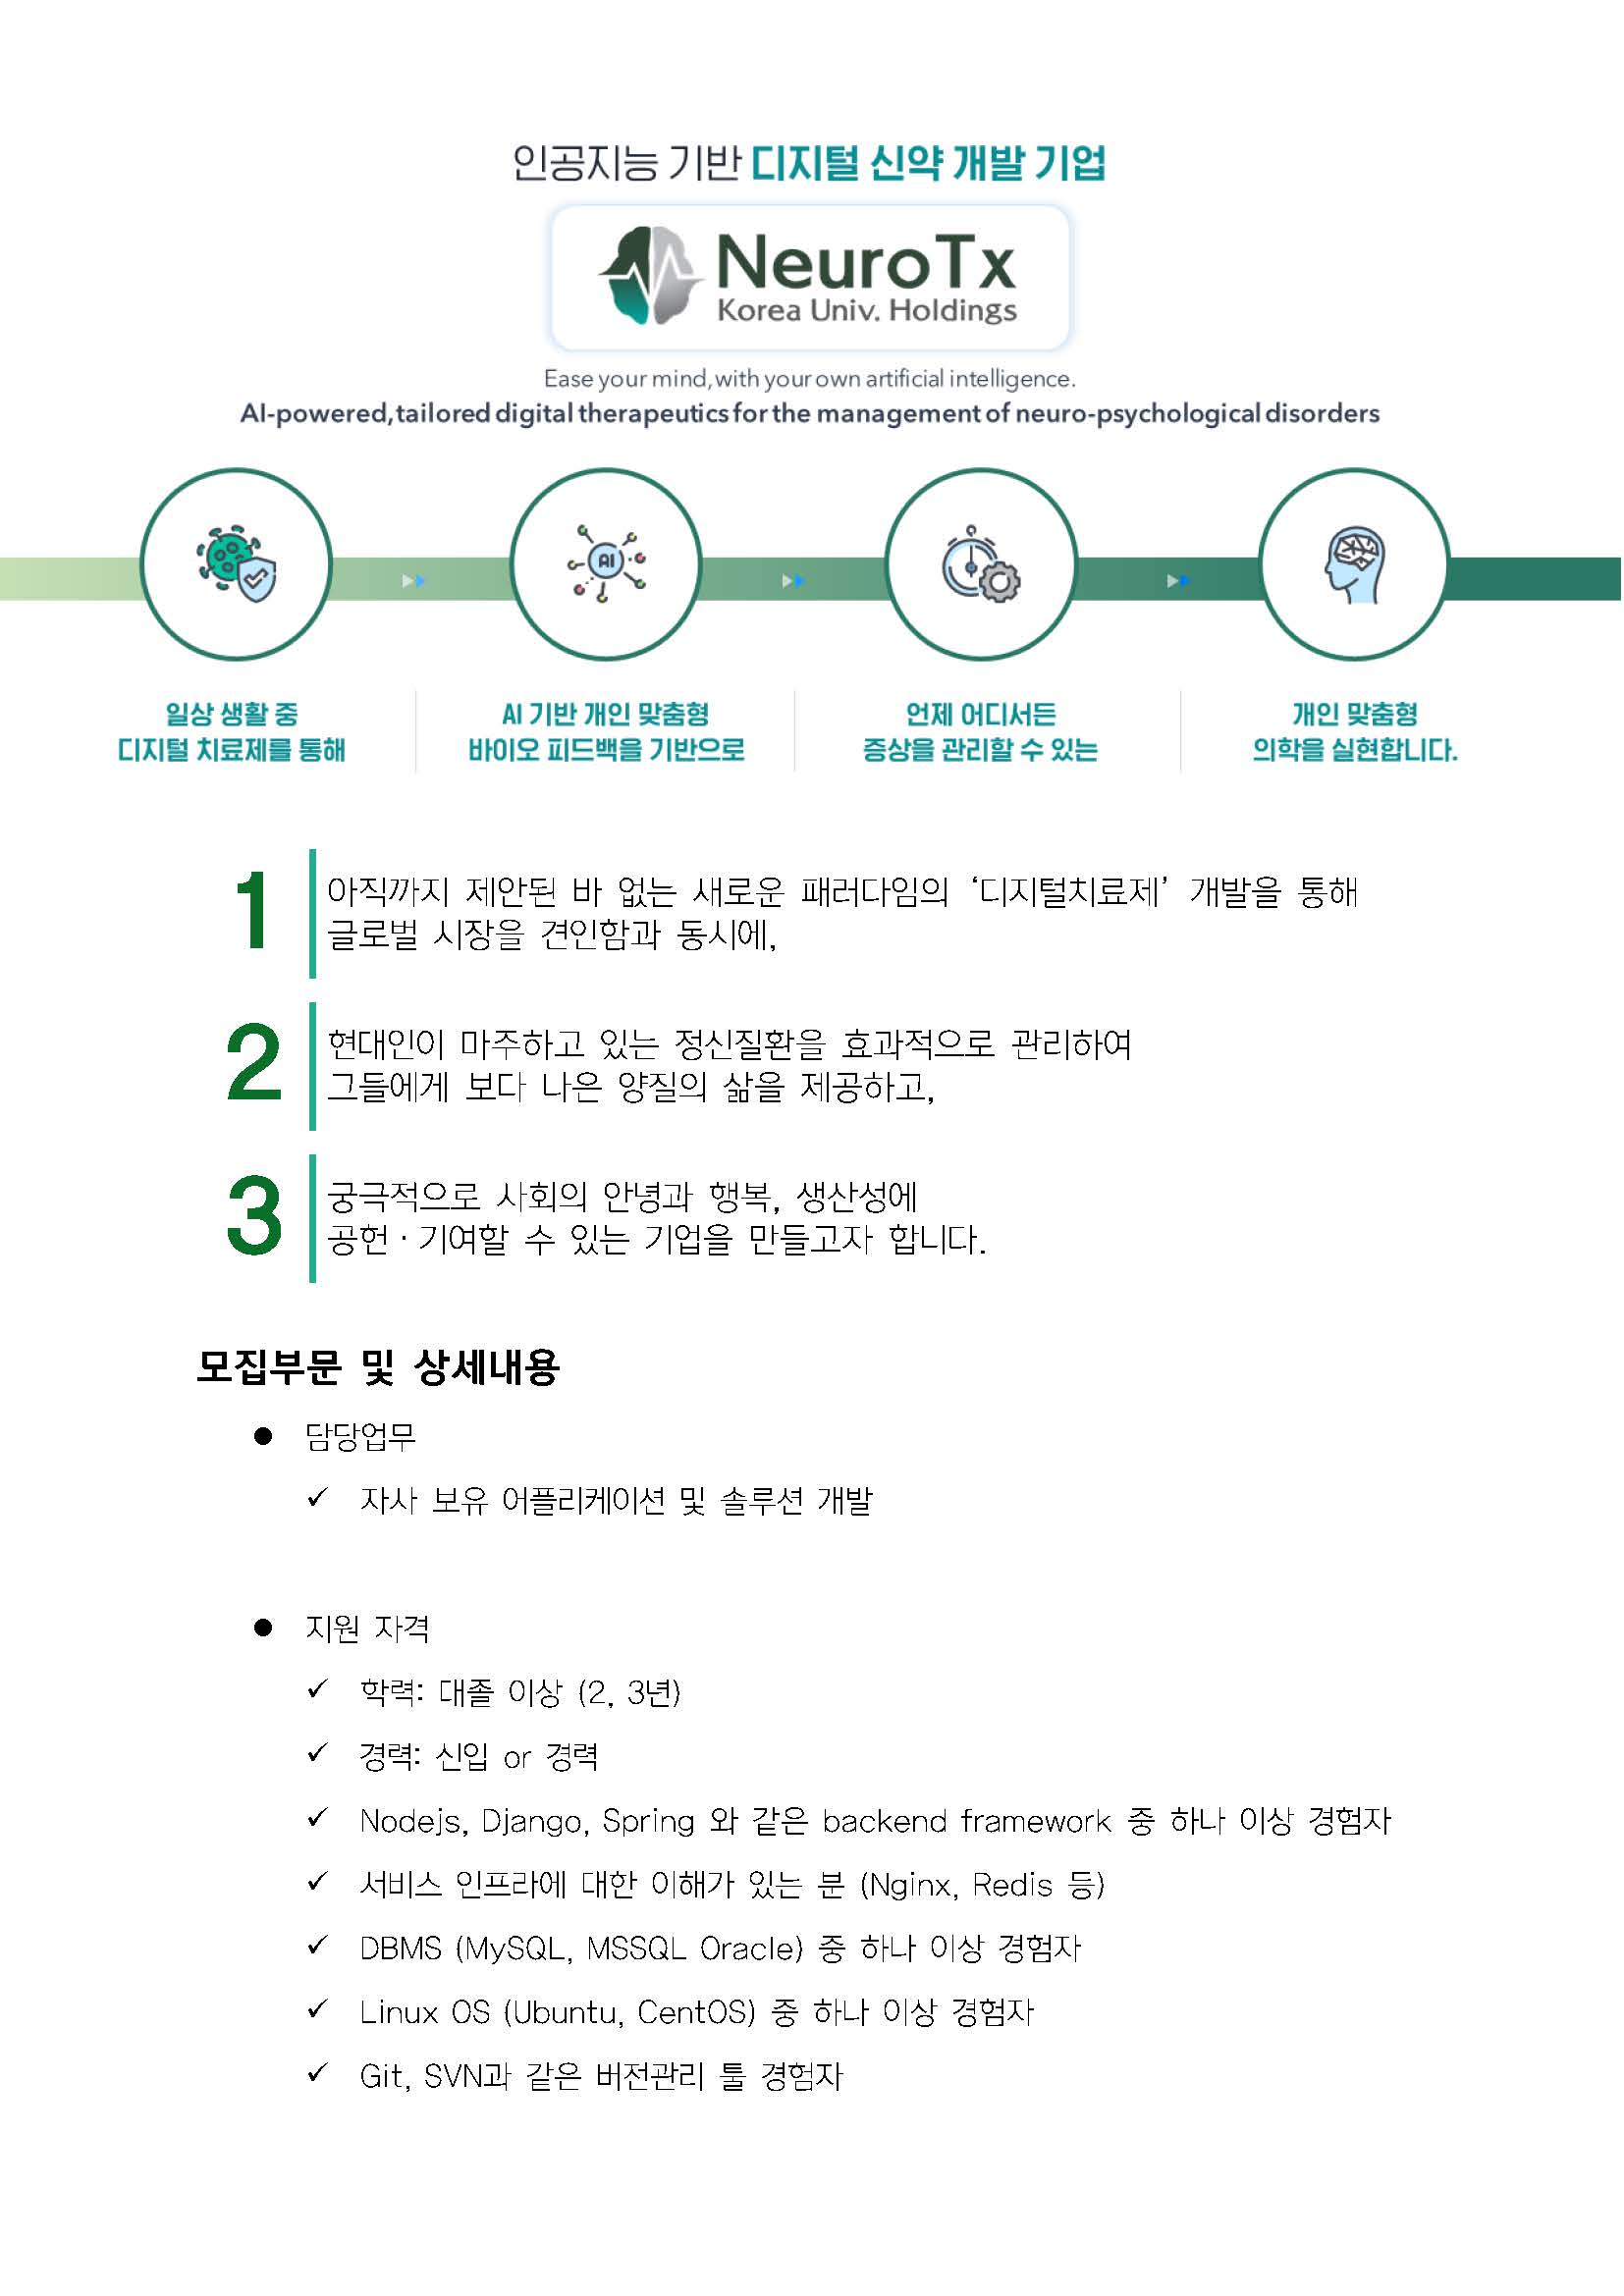 인공지능 기반 디지털 신약 개발 기업
NeuroTx
Korea Univ. Holdings
Ease your mind, with your own artificial intelligence.
AI-powered, tailored digital therapeutics for the management of neuro-psychological disorders
AI
일상 생활 중
디지털 치료제를 통해
AI 기반 개인 맞춤형
바이오 피드백을 기반으로
언제 어디서든
증상을 관리할 수 있는
개인 맞춤형
의학을 실현합니다.
1
아직까지 제안된 바 없는 새로운 패러다임의 ‘디지털치료제’ 개발을 통해
글로벌 시장을 견인함과 동시에,
2
현대인이 마주하고 있는 정신질환을 효과적으로 관리하여
그들에게 보다 나은 양질의 삶을 제공하고,
3
궁극적으로 사회의 안녕과 행복, 생산성에
공헌·기여할 수 있는 기업을 만들고자 합니다.
모집부문 및 상세내용
● 담당업무
✓ 자사 보유 어플리케이션 및 솔루션 개발
● 지원 자격
✓ 학력: 대졸 이상 (2, 3년)
✓ 경력: 신입 or 경력
✓ Nodejs, Django, Spring 와 같은 backend framework 중 하나 이상 경험자
✓ 서비스 인프라에 대한 이해가 있는 분 (Nginx, Redis 등)
✓ DBMS (MySQL, MSSQL Oracle) 중 하나 이상 경험자
✓ Linux OS (Ubuntu, CentOS) 중 하나 이상 경험자
✓ Git, SVN과 같은 버전관리 툴 경험자